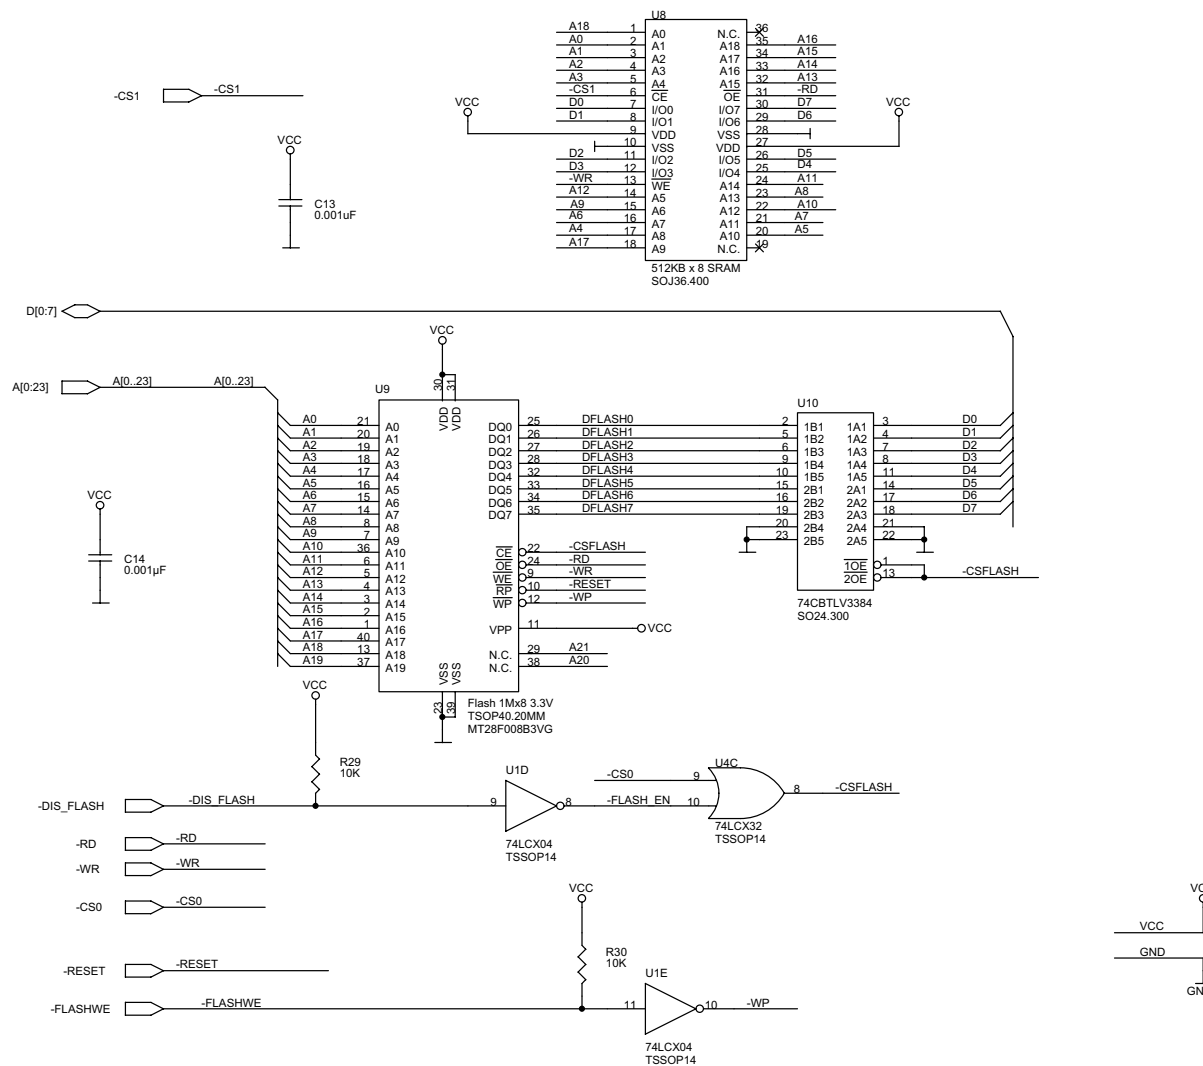 U8
A18 1 A0 N.C. 36
A0 2 A1 A18 35 A16
A1 3 A2 A17 34 A15
A2 4 A3 A16 33 A14
A3 5 A4 A15 32 A13
-CS1 6 CE OE 31 -RD
D0 7 I/O0 I/O7 30 D7
D1 8 I/O1 I/O6 29 D6
9 VDD VSS 28
10 VSS VDD 27
D2 11 I/O2 I/O5 26 D5
D3 12 I/O3 I/O4 25 D4
-WR 13 WE A14 24 A11
A12 14 A5 A13 23 A8
A9 15 A6 A12 22 A10
A6 16 A7 A11 21 A7
A4 17 A8 A10 20 A5
A17 18 A9 N.C. 19
512KB x 8 SRAM
SOJ36.400
VCC
VCC
-CS1 -CS1
VCC
C13
0.001uF
D[0:7]
A[0:23] A[0..23] A[0..23]
VCC
30 31
U9
VDD VDD
A0 21 A0 DQ0 25 DFLASH0
A1 20 A1 DQ1 26 DFLASH1
A2 19 A2 DQ2 27 DFLASH2
A3 18 A3 DQ3 28 DFLASH3
A4 17 A4 DQ4 32 DFLASH4
A5 16 A5 DQ5 33 DFLASH5
A6 15 A6 DQ6 34 DFLASH6
A7 14 A7 DQ7 35 DFLASH7
A8 8 A8
A9 7 A9
A10 36 A10 CE 22 -CSFLASH
A11 6 A11 OE 24 -RD
A12 5 A12 WE 9 -WR
A13 4 A13 RP 10 -RESET
A14 3 A14 WP 12 -WP
A15 2 A15
A16 1 A16 VPP 11 VCC
A17 40 A17
A18 13 A18 N.C. 29 A21
A19 37 A19 N.C. 38 A20
VSS VSS
23 39
Flash 1Mx8 3.3V
TSOP40.20MM
MT28F008B3VG
U10
2 1B1 1A1 3 D0
5 1B2 1A2 4 D1
6 1B3 1A3 7 D2
9 1B4 1A4 8 D3
10 1B5 1A5 11 D4
15 2B1 2A1 14 D5
16 2B2 2A2 17 D6
19 2B3 2A3 18 D7
20 2B4 2A4 21
23 2B5 2A5 22
1OE 1
2OE 13 -CSFLASH
74CBTLV3384
SO24.300
VCC
C14
0.001µF
VCC
R29
10K
-DIS_FLASH -DIS_FLASH
U1D
9 8 -FLASH_EN
74LCX04
TSSOP14
-CS0 9 U4C
10 8 -CSFLASH
74LCX32
TSSOP14
-RD -RD
-WR -WR
-CS0 -CS0
-RESET -RESET
-FLASHWE -FLASHWE
VCC
R30
10K
U1E
11 10 -WP
74LCX04
TSSOP14
VCC
GND